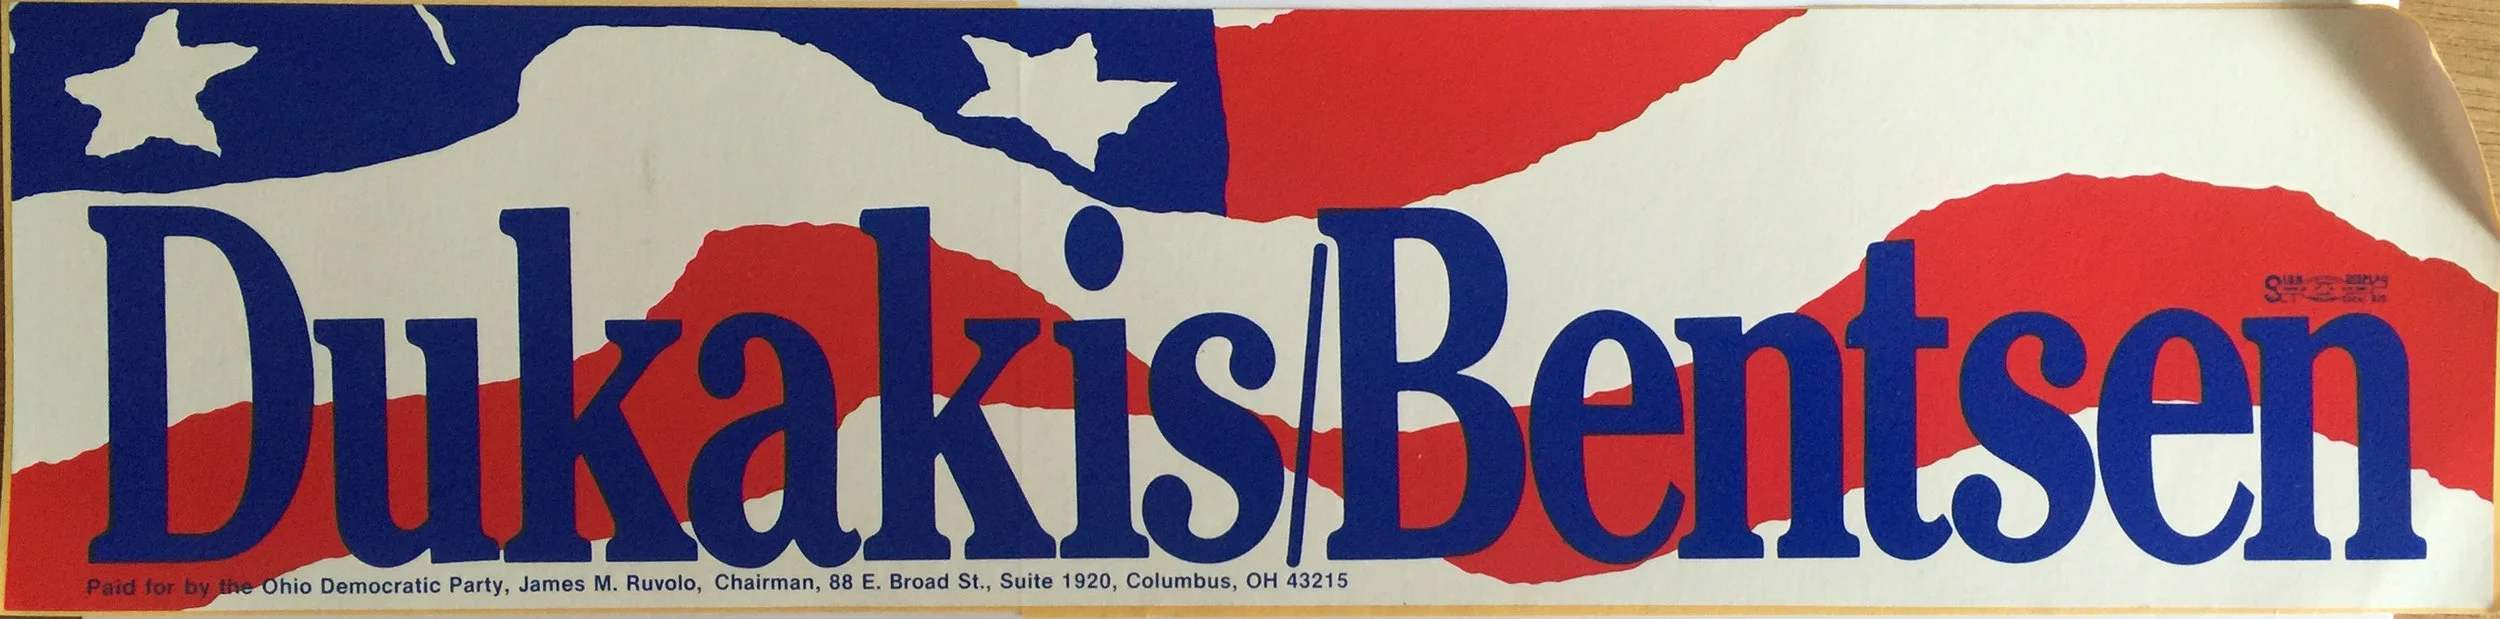 Dukakis/Bentsen
Paid for by the Ohio Democratic Party, James M. Ruvolo, Chairman, 88 E. Broad St., Suite 1920, Columbus, OH 43215